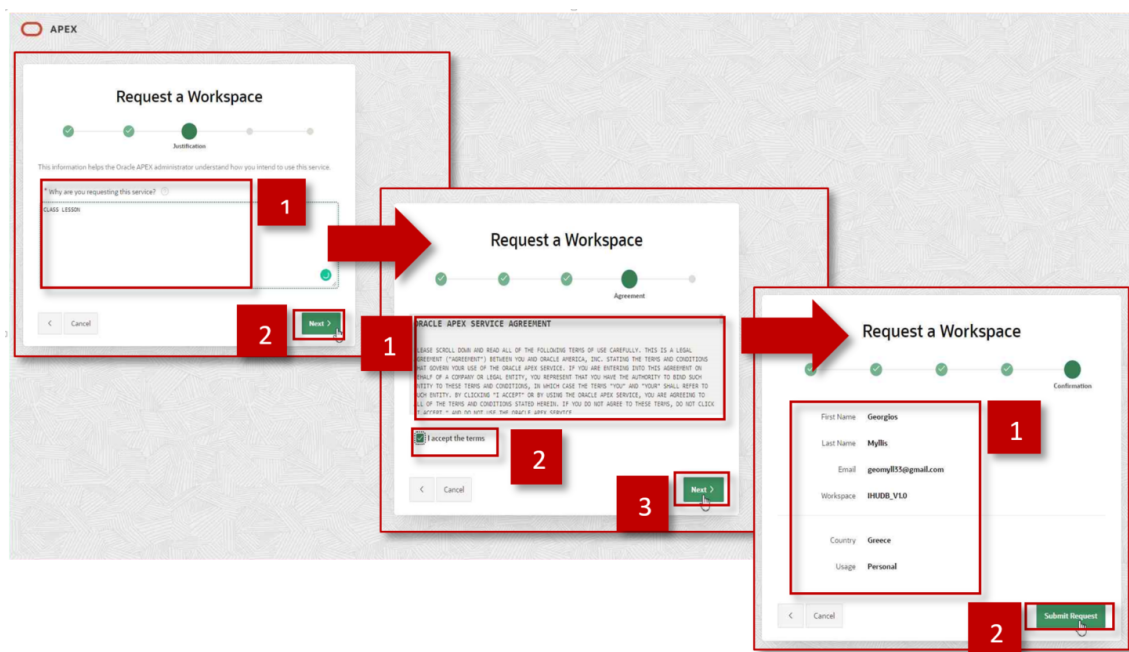 APEX
Request a Workspace
Justification
This information helps the Oracle APEX administrator understand how you intend to use this service.
* Why are you requesting this service?
CLASS LESSON
1
Cancel
2
Next
Request a Workspace
Agreement
1
ORACLE APEX SERVICE AGREEMENT
PLEASE SCROLL DOWN AND READ ALL OF THE FOLLOWING TERMS OF USE CAREFULLY. THIS IS A LEGAL
AGREEMENT ("AGREEMENT") BETWEEN YOU AND ORACLE AMERICA, INC. STATING THE TERMS AND CONDITIONS
THAT GOVERN YOUR USE OF THE ORACLE APEX SERVICE. IF YOU ARE ENTERING INTO THIS AGREEMENT ON
BEHALF OF A COMPANY OR LEGAL ENTITY, YOU REPRESENT THAT YOU HAVE THE AUTHORITY TO BIND SUCH
ENTITY TO THESE TERMS AND CONDITIONS, IN WHICH CASE THE TERMS "YOU" AND "YOUR" SHALL REFER TO
SUCH ENTITY. BY CLICKING "I ACCEPT" OR BY USING THE ORACLE APEX SERVICE, YOU ARE AGREEING TO
ALL OF THE TERMS AND CONDITIONS STATED HEREIN. IF YOU DO NOT AGREE TO THESE TERMS, DO NOT CLICK
"I ACCEPT " AND DO NOT USE THE ORACLE APEX SERVICE
I accept the terms
2
Cancel
3
Next
Request a Workspace
Confirmation
First Name Georgios
1
Last Name Myllis
Email geomyll33@gmail.com
Workspace IHUDB_V1.0
Country Greece
Usage Personal
Cancel
2
Submit Request